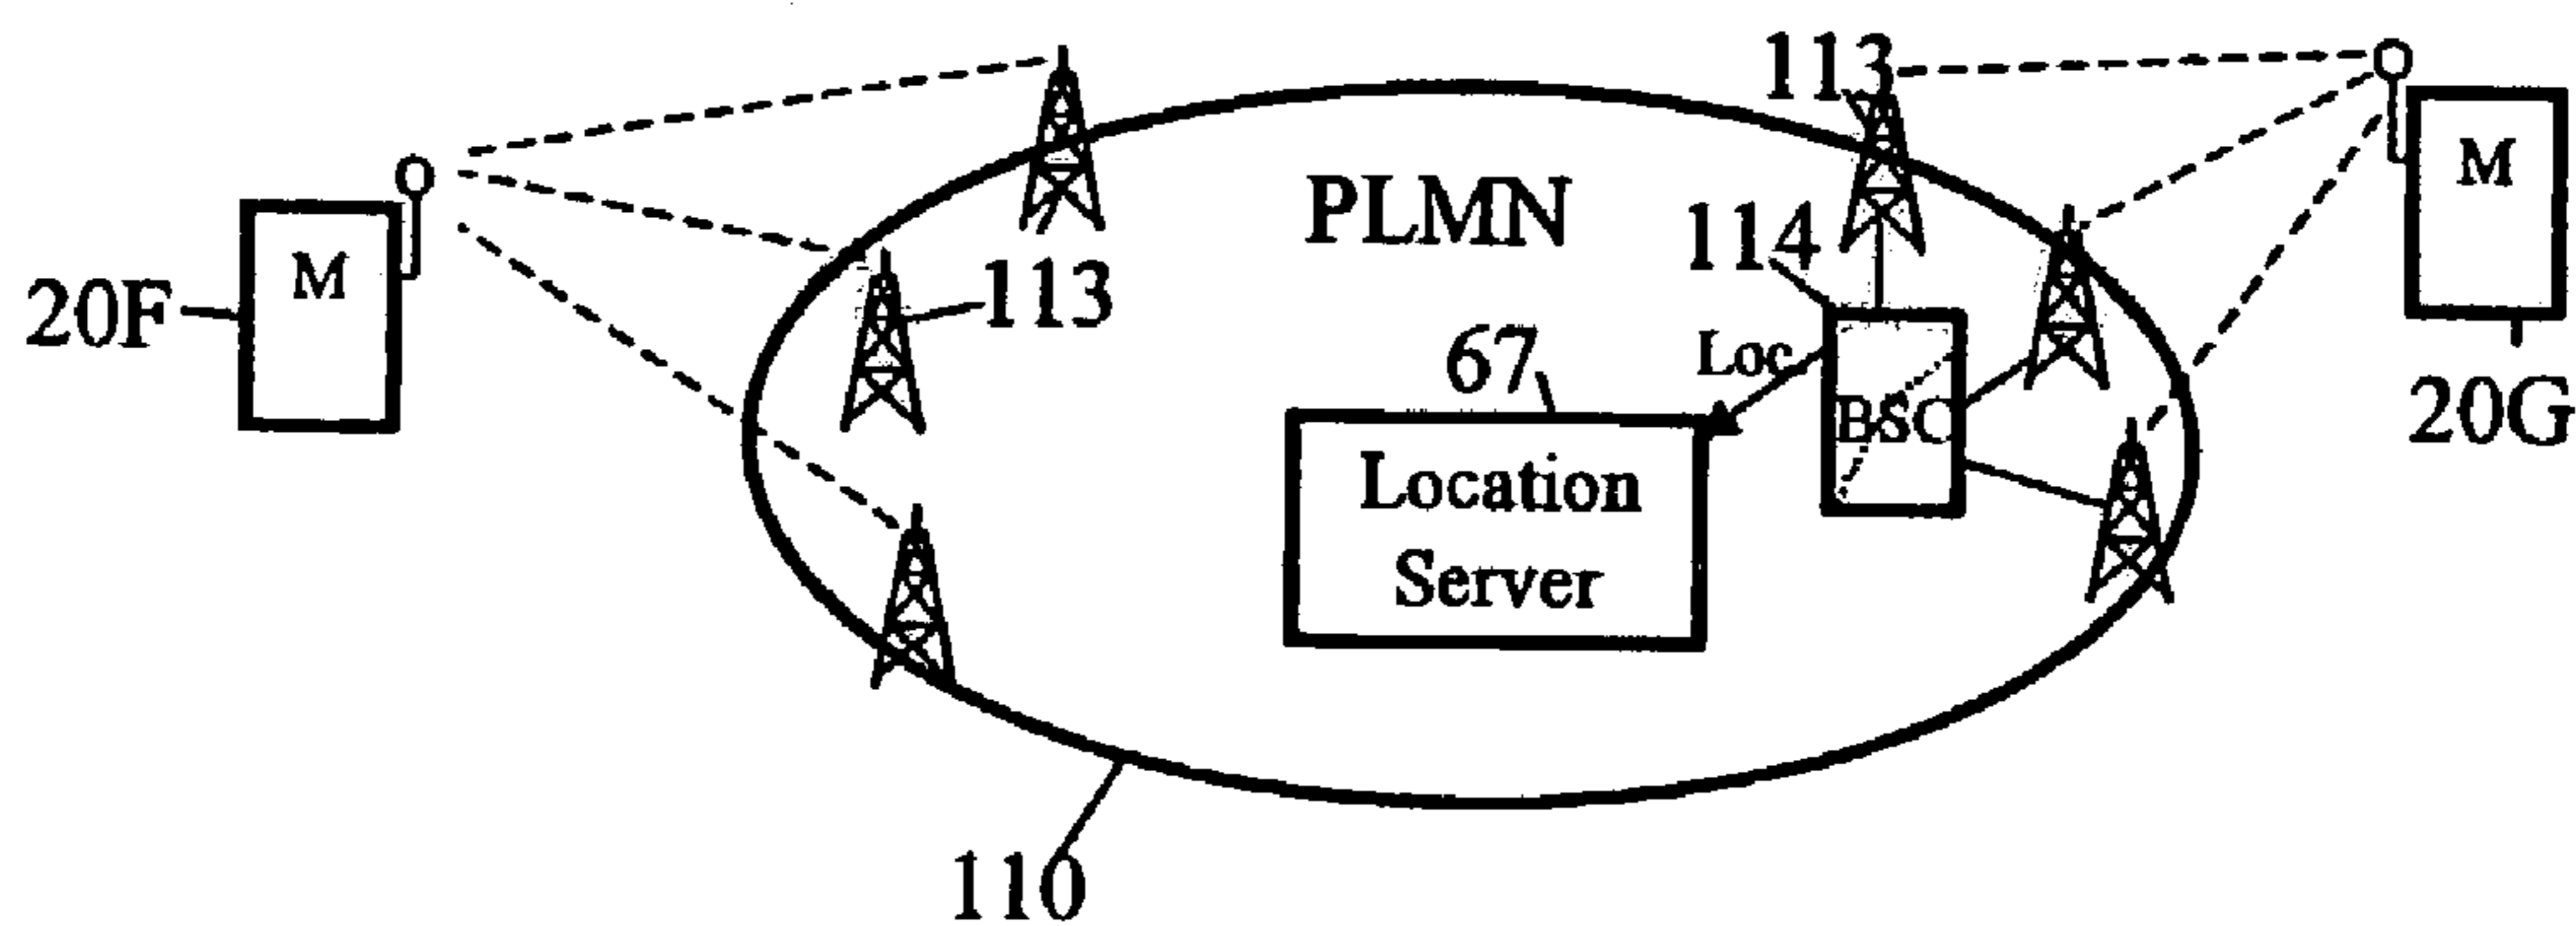 113
PLMN
M
M
114
20F
113
67
Loc
BSC
20G
Location
Server
110